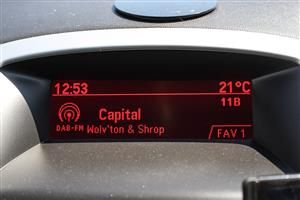 12:53 21°C
11B
Capital
DAB-FM Wolv'ton & Shrop FAV 1